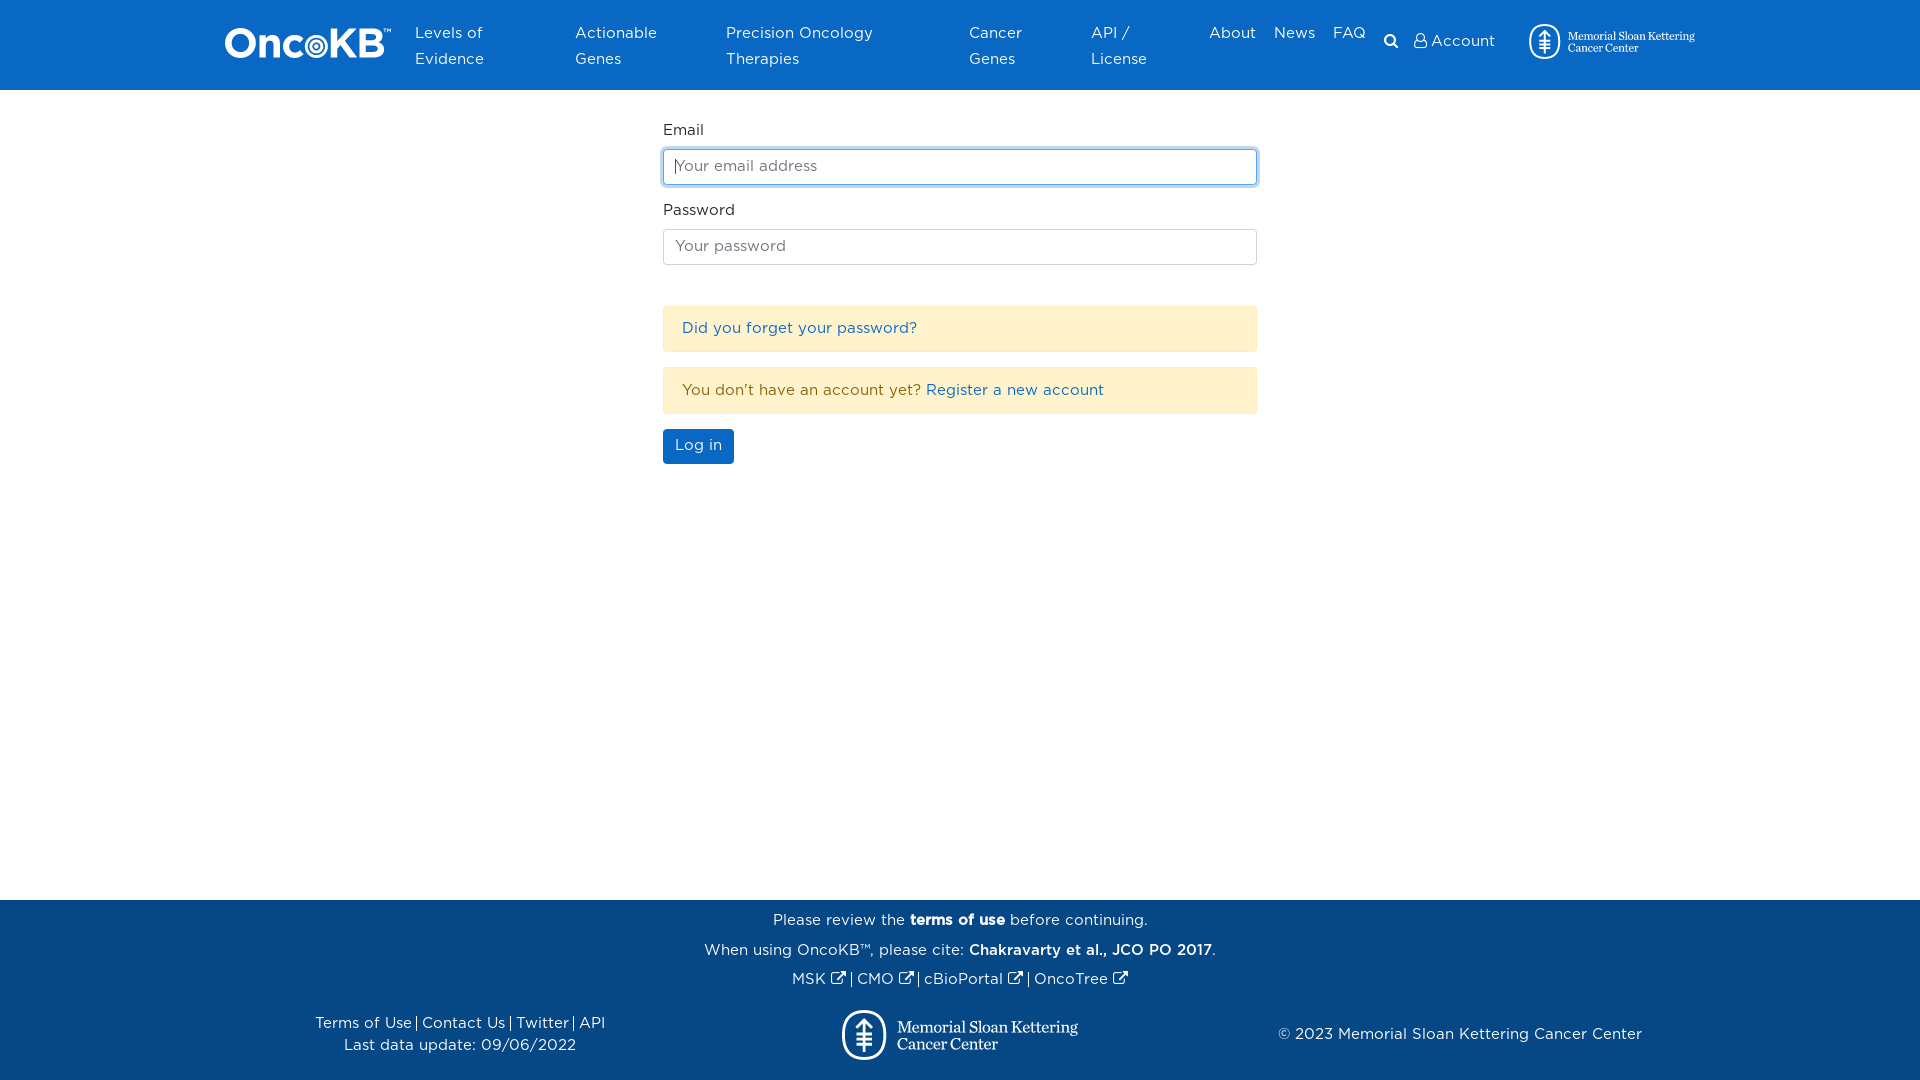 OncoKB™
Levels of
Evidence
Actionable
Genes
Precision Oncology
Therapies
Cancer
Genes
API /
License
About
News
FAQ
Account
Memorial Sloan Kettering
Cancer Center
Email
Your email address
Password
Your password
Did you forget your password?
You don't have an account yet? Register a new account
Log in
Please review the terms of use before continuing.
When using OncoKB™, please cite: Chakravarty et al., JCO PO 2017.
MSK | CMO | cBioPortal | OncoTree
Terms of Use | Contact Us | Twitter | API
Last data update: 09/06/2022
Memorial Sloan Kettering
Cancer Center
© 2023 Memorial Sloan Kettering Cancer Center